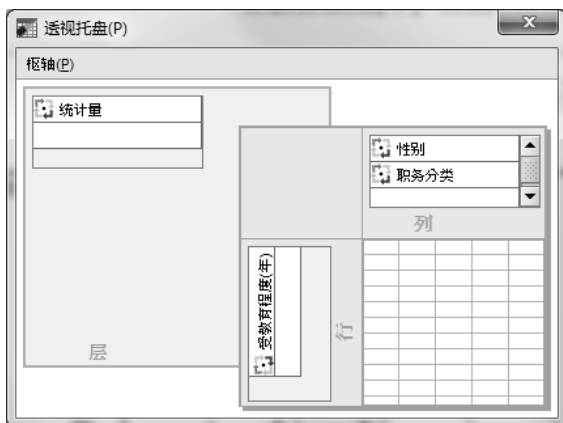 透视托盘(P)
枢轴(P)
统计量
性别
职务分类
列
受教育程度(年)
行
层